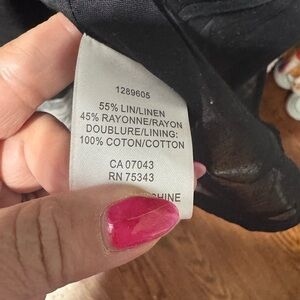 1289605
55% LIN/LINEN
45% RAYONNE/RAYON
DOUBLURE/LINING:
100% COTON/COTTON
CA 07043
RN 75343